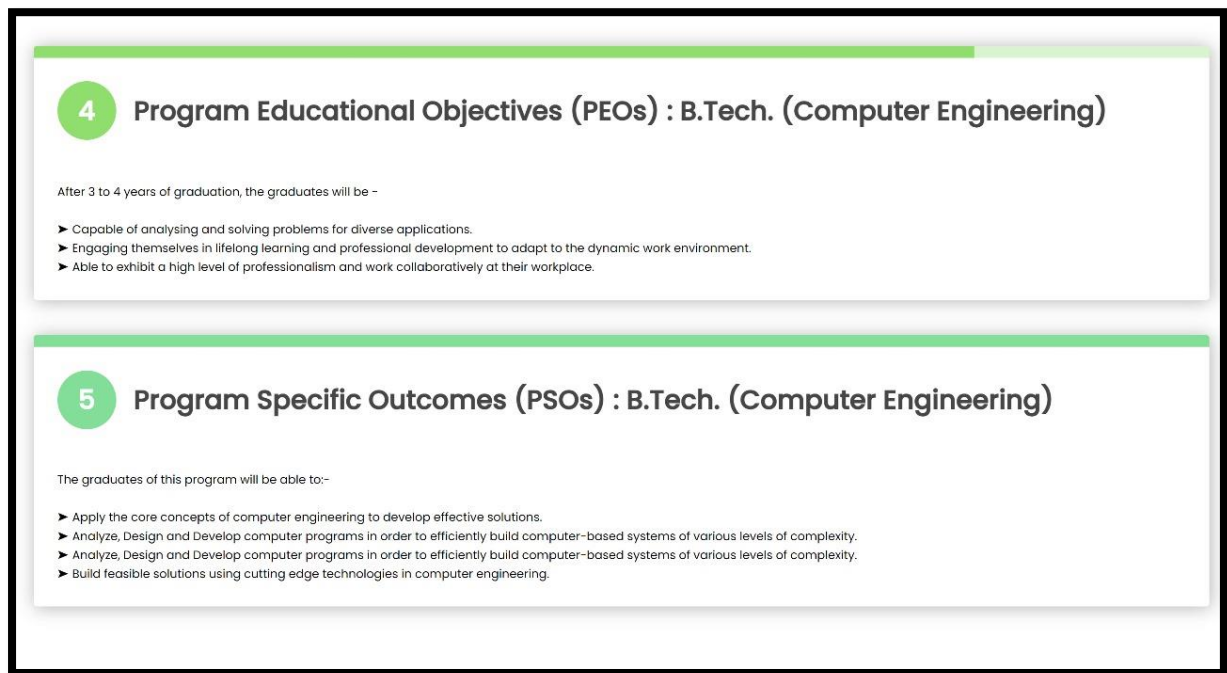 4
Program Educational Objectives (PEOs) : B.Tech. (Computer Engineering)
After 3 to 4 years of graduation, the graduates will be -
➤ Capable of analysing and solving problems for diverse applications.
➤ Engaging themselves in lifelong learning and professional development to adapt to the dynamic work environment.
➤ Able to exhibit a high level of professionalism and work collaboratively at their workplace.
5
Program Specific Outcomes (PSOs) : B.Tech. (Computer Engineering)
The graduates of this program will be able to:-
➤ Apply the core concepts of computer engineering to develop effective solutions.
➤ Analyze, Design and Develop computer programs in order to efficiently build computer-based systems of various levels of complexity.
➤ Analyze, Design and Develop computer programs in order to efficiently build computer-based systems of various levels of complexity.
➤ Build feasible solutions using cutting edge technologies in computer engineering.